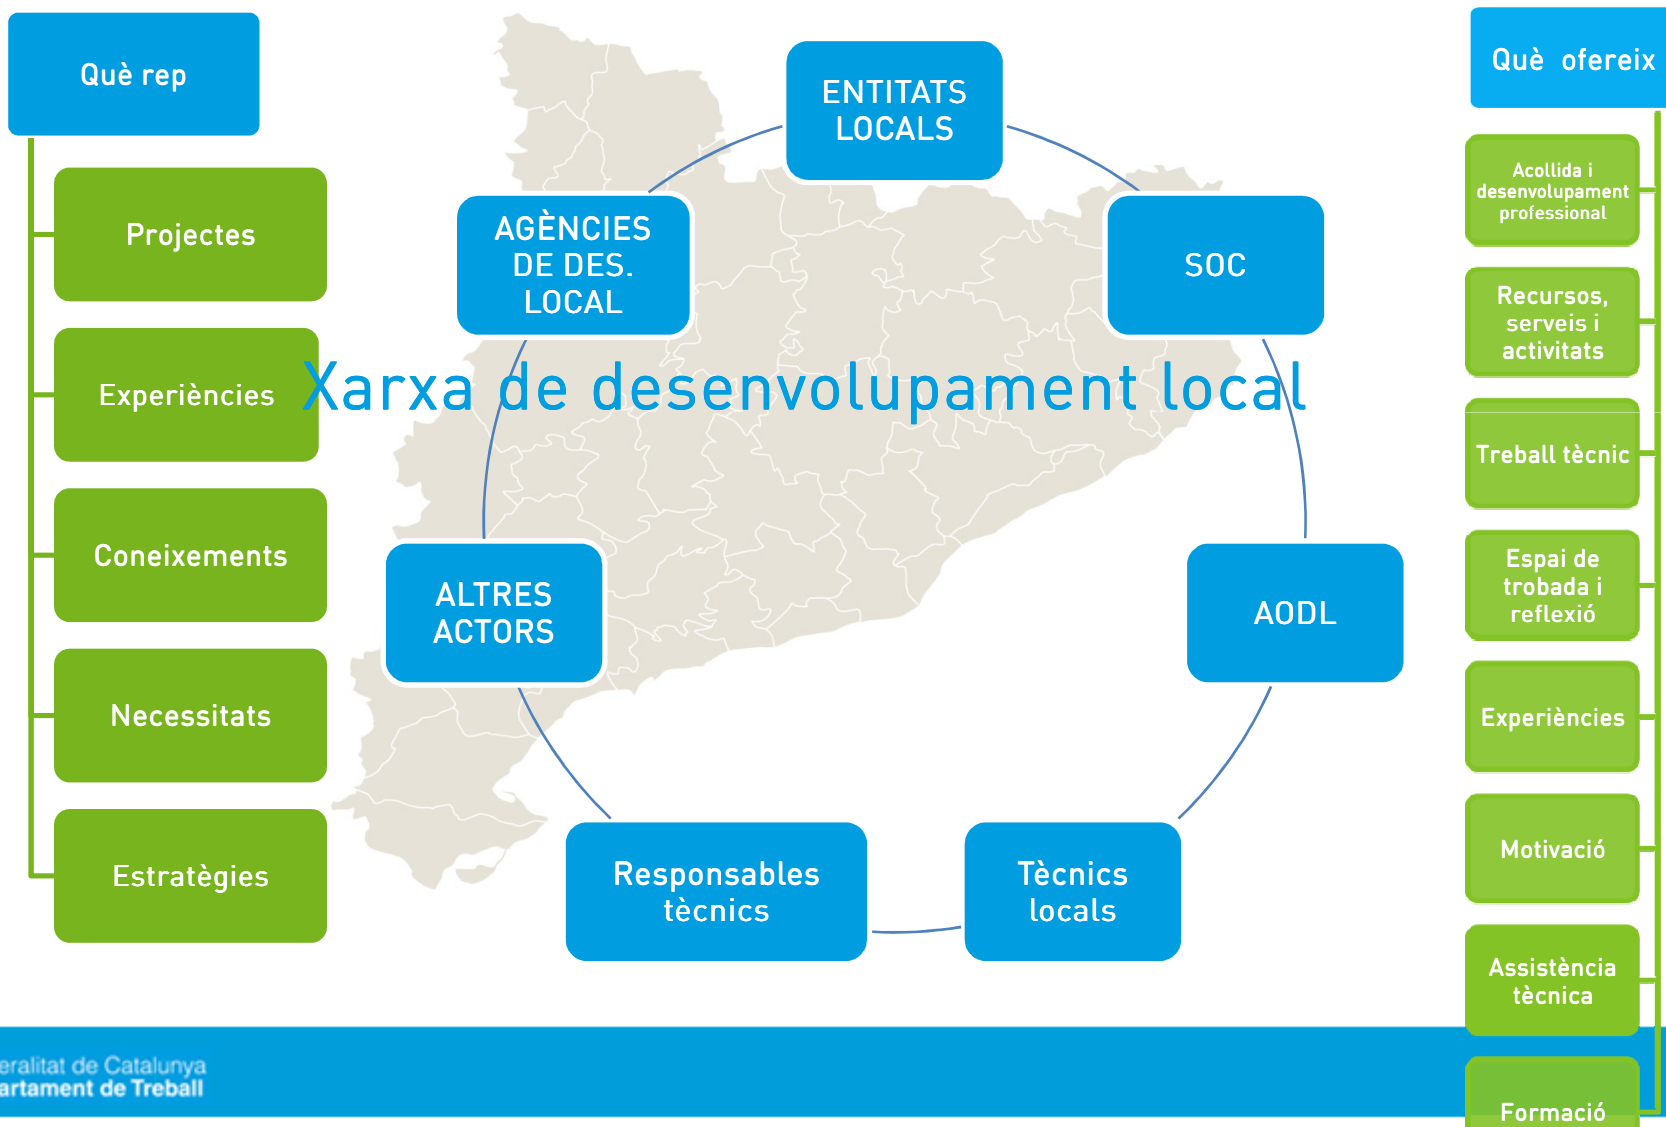 Què rep
Projectes
Experiències
Coneixements
Necessitats
Estratègies
ENTITATS
LOCALS
AGÈNCIES
DE DES.
LOCAL
SOC
Xarxa de desenvolupament local
ALTRES
ACTORS
AODL
Responsables
tècnics
Tècnics
locals
Què ofereix
Acollida i
desenvolupament
professional
Recursos,
serveis i
activitats
Treball tècnic
Espai de
trobada i
reflexió
Experiències
Motivació
Assistència
tècnica
Formació
eralitat de Catalunya
artament de Treball